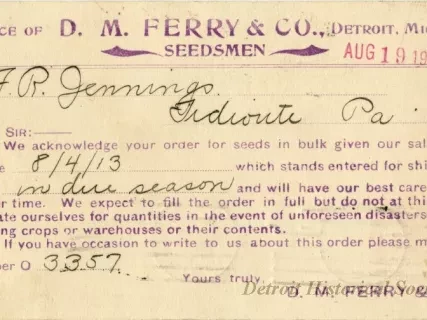 CE OF D. M. FERRY & CO., DETROIT, MI
SEEDSMEN
AUG 19 19
F. R. Jennings.
Tidioute Pa
SIR:—
We acknowledge your order for seeds in bulk given our sal
e 8/4/13 which stands entered for shi
in due season and will have our best care
r time. We expect to fill the order in full but do not at thi
ate ourselves for quantities in the event of unforeseen disasters
ng crops or warehouses or their contents.
If you have occasion to write to us about this order please m
ber O 3357.
Yours truly,
D. M. FERRY &
Detroit Historical Soc